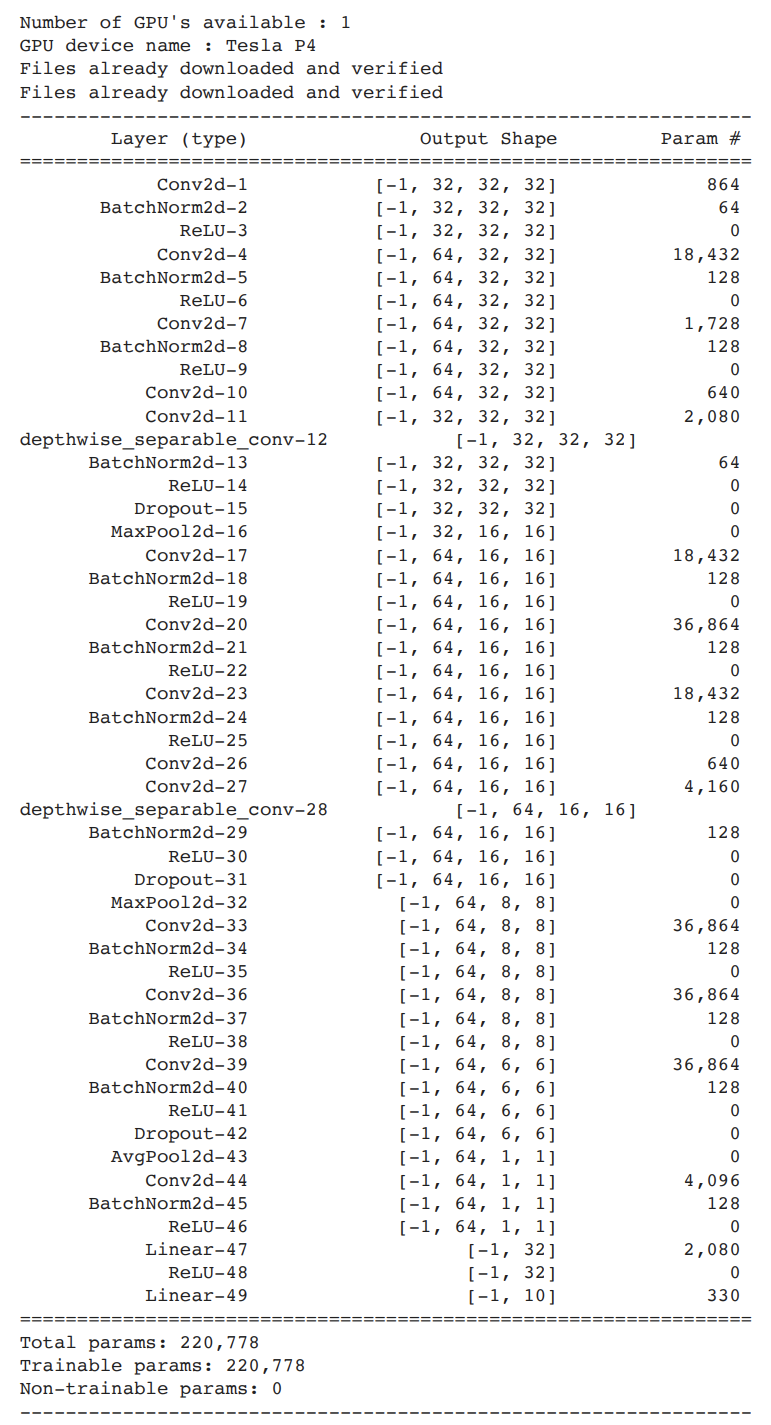 Number of GPU's available : 1
GPU device name : Tesla P4
Files already downloaded and verified
Files already downloaded and verified
----------------------------------------------------------------
Layer (type) Output Shape Param #
================================================================
Conv2d-1 [-1, 32, 32, 32] 864
BatchNorm2d-2 [-1, 32, 32, 32] 64
ReLU-3 [-1, 32, 32, 32] 0
Conv2d-4 [-1, 64, 32, 32] 18,432
BatchNorm2d-5 [-1, 64, 32, 32] 128
ReLU-6 [-1, 64, 32, 32] 0
Conv2d-7 [-1, 64, 32, 32] 1,728
BatchNorm2d-8 [-1, 64, 32, 32] 128
ReLU-9 [-1, 64, 32, 32] 0
Conv2d-10 [-1, 64, 32, 32] 640
Conv2d-11 [-1, 32, 32, 32] 2,080
depthwise_separable_conv-12 [-1, 32, 32, 32]
BatchNorm2d-13 [-1, 32, 32, 32] 64
ReLU-14 [-1, 32, 32, 32] 0
Dropout-15 [-1, 32, 32, 32] 0
MaxPool2d-16 [-1, 32, 16, 16] 0
Conv2d-17 [-1, 64, 16, 16] 18,432
BatchNorm2d-18 [-1, 64, 16, 16] 128
ReLU-19 [-1, 64, 16, 16] 0
Conv2d-20 [-1, 64, 16, 16] 36,864
BatchNorm2d-21 [-1, 64, 16, 16] 128
ReLU-22 [-1, 64, 16, 16] 0
Conv2d-23 [-1, 64, 16, 16] 18,432
BatchNorm2d-24 [-1, 64, 16, 16] 128
ReLU-25 [-1, 64, 16, 16] 0
Conv2d-26 [-1, 64, 16, 16] 640
Conv2d-27 [-1, 64, 16, 16] 4,160
depthwise_separable_conv-28 [-1, 64, 16, 16]
BatchNorm2d-29 [-1, 64, 16, 16] 128
ReLU-30 [-1, 64, 16, 16] 0
Dropout-31 [-1, 64, 16, 16] 0
MaxPool2d-32 [-1, 64, 8, 8] 0
Conv2d-33 [-1, 64, 8, 8] 36,864
BatchNorm2d-34 [-1, 64, 8, 8] 128
ReLU-35 [-1, 64, 8, 8] 0
Conv2d-36 [-1, 64, 8, 8] 36,864
BatchNorm2d-37 [-1, 64, 8, 8] 128
ReLU-38 [-1, 64, 8, 8] 0
Conv2d-39 [-1, 64, 6, 6] 36,864
BatchNorm2d-40 [-1, 64, 6, 6] 128
ReLU-41 [-1, 64, 6, 6] 0
Dropout-42 [-1, 64, 6, 6] 0
AvgPool2d-43 [-1, 64, 1, 1] 0
Conv2d-44 [-1, 64, 1, 1] 4,096
BatchNorm2d-45 [-1, 64, 1, 1] 128
ReLU-46 [-1, 64, 1, 1] 0
Linear-47 [-1, 32] 2,080
ReLU-48 [-1, 32] 0
Linear-49 [-1, 10] 330
================================================================
Total params: 220,778
Trainable params: 220,778
Non-trainable params: 0
----------------------------------------------------------------